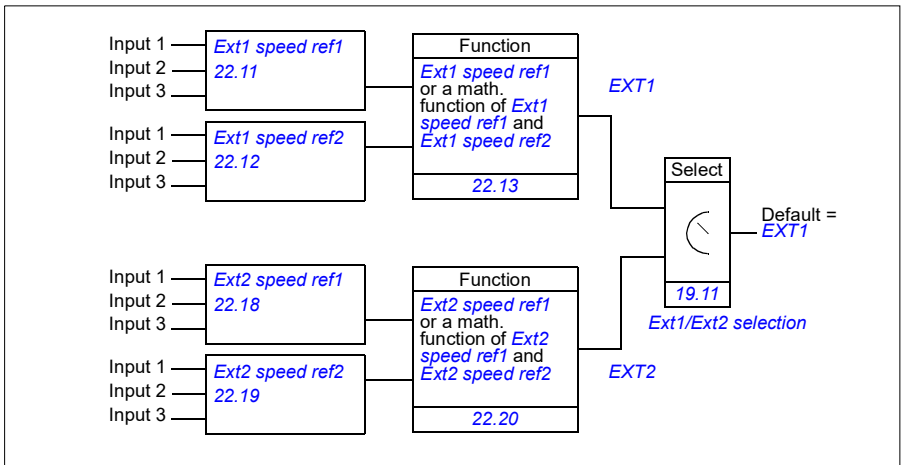 Input 1
Input 2
Input 3
Ext1 speed ref1
22.11
Input 1
Input 2
Input 3
Ext1 speed ref2
22.12
Function
Ext1 speed ref1
or a math.
function of Ext1
speed ref1 and
Ext1 speed ref2
22.13
EXT1
Input 1
Input 2
Input 3
Ext2 speed ref1
22.18
Input 1
Input 2
Input 3
Ext2 speed ref2
22.19
Function
Ext2 speed ref1
or a math.
function of Ext2
speed ref1 and
Ext2 speed ref2
22.20
EXT2
Select
19.11
Ext1/Ext2 selection
Default =
EXT1